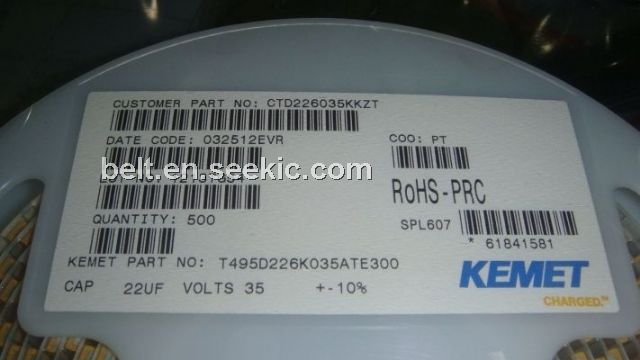 CUSTOMER PART NO: CTD226035KKZT
DATE CODE: 032512EVR
COO: PT
belt.en.seekic.com
RoHS-PRC
QUANTITY: 500
SPL607
* 61841581
KEMET PART NO: T495D226K035ATE300
KEMET
CHARGED.™
CAP 22UF VOLTS 35 +-10%